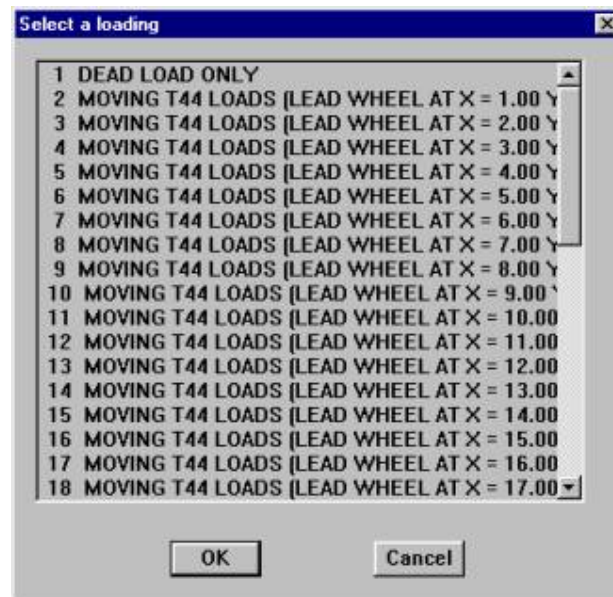 Select a loading
1 DEAD LOAD ONLY
2 MOVING T44 LOADS (LEAD WHEEL AT X = 1.00 Y
3 MOVING T44 LOADS (LEAD WHEEL AT X = 2.00 Y
4 MOVING T44 LOADS (LEAD WHEEL AT X = 3.00 Y
5 MOVING T44 LOADS (LEAD WHEEL AT X = 4.00 Y
6 MOVING T44 LOADS (LEAD WHEEL AT X = 5.00 Y
7 MOVING T44 LOADS (LEAD WHEEL AT X = 6.00 Y
8 MOVING T44 LOADS (LEAD WHEEL AT X = 7.00 Y
9 MOVING T44 LOADS (LEAD WHEEL AT X = 8.00 Y
10 MOVING T44 LOADS (LEAD WHEEL AT X = 9.00
11 MOVING T44 LOADS (LEAD WHEEL AT X = 10.00
12 MOVING T44 LOADS (LEAD WHEEL AT X = 11.00
13 MOVING T44 LOADS (LEAD WHEEL AT X = 12.00
14 MOVING T44 LOADS (LEAD WHEEL AT X = 13.00
15 MOVING T44 LOADS (LEAD WHEEL AT X = 14.00
16 MOVING T44 LOADS (LEAD WHEEL AT X = 15.00
17 MOVING T44 LOADS (LEAD WHEEL AT X = 16.00
18 MOVING T44 LOADS (LEAD WHEEL AT X = 17.00
OK Cancel